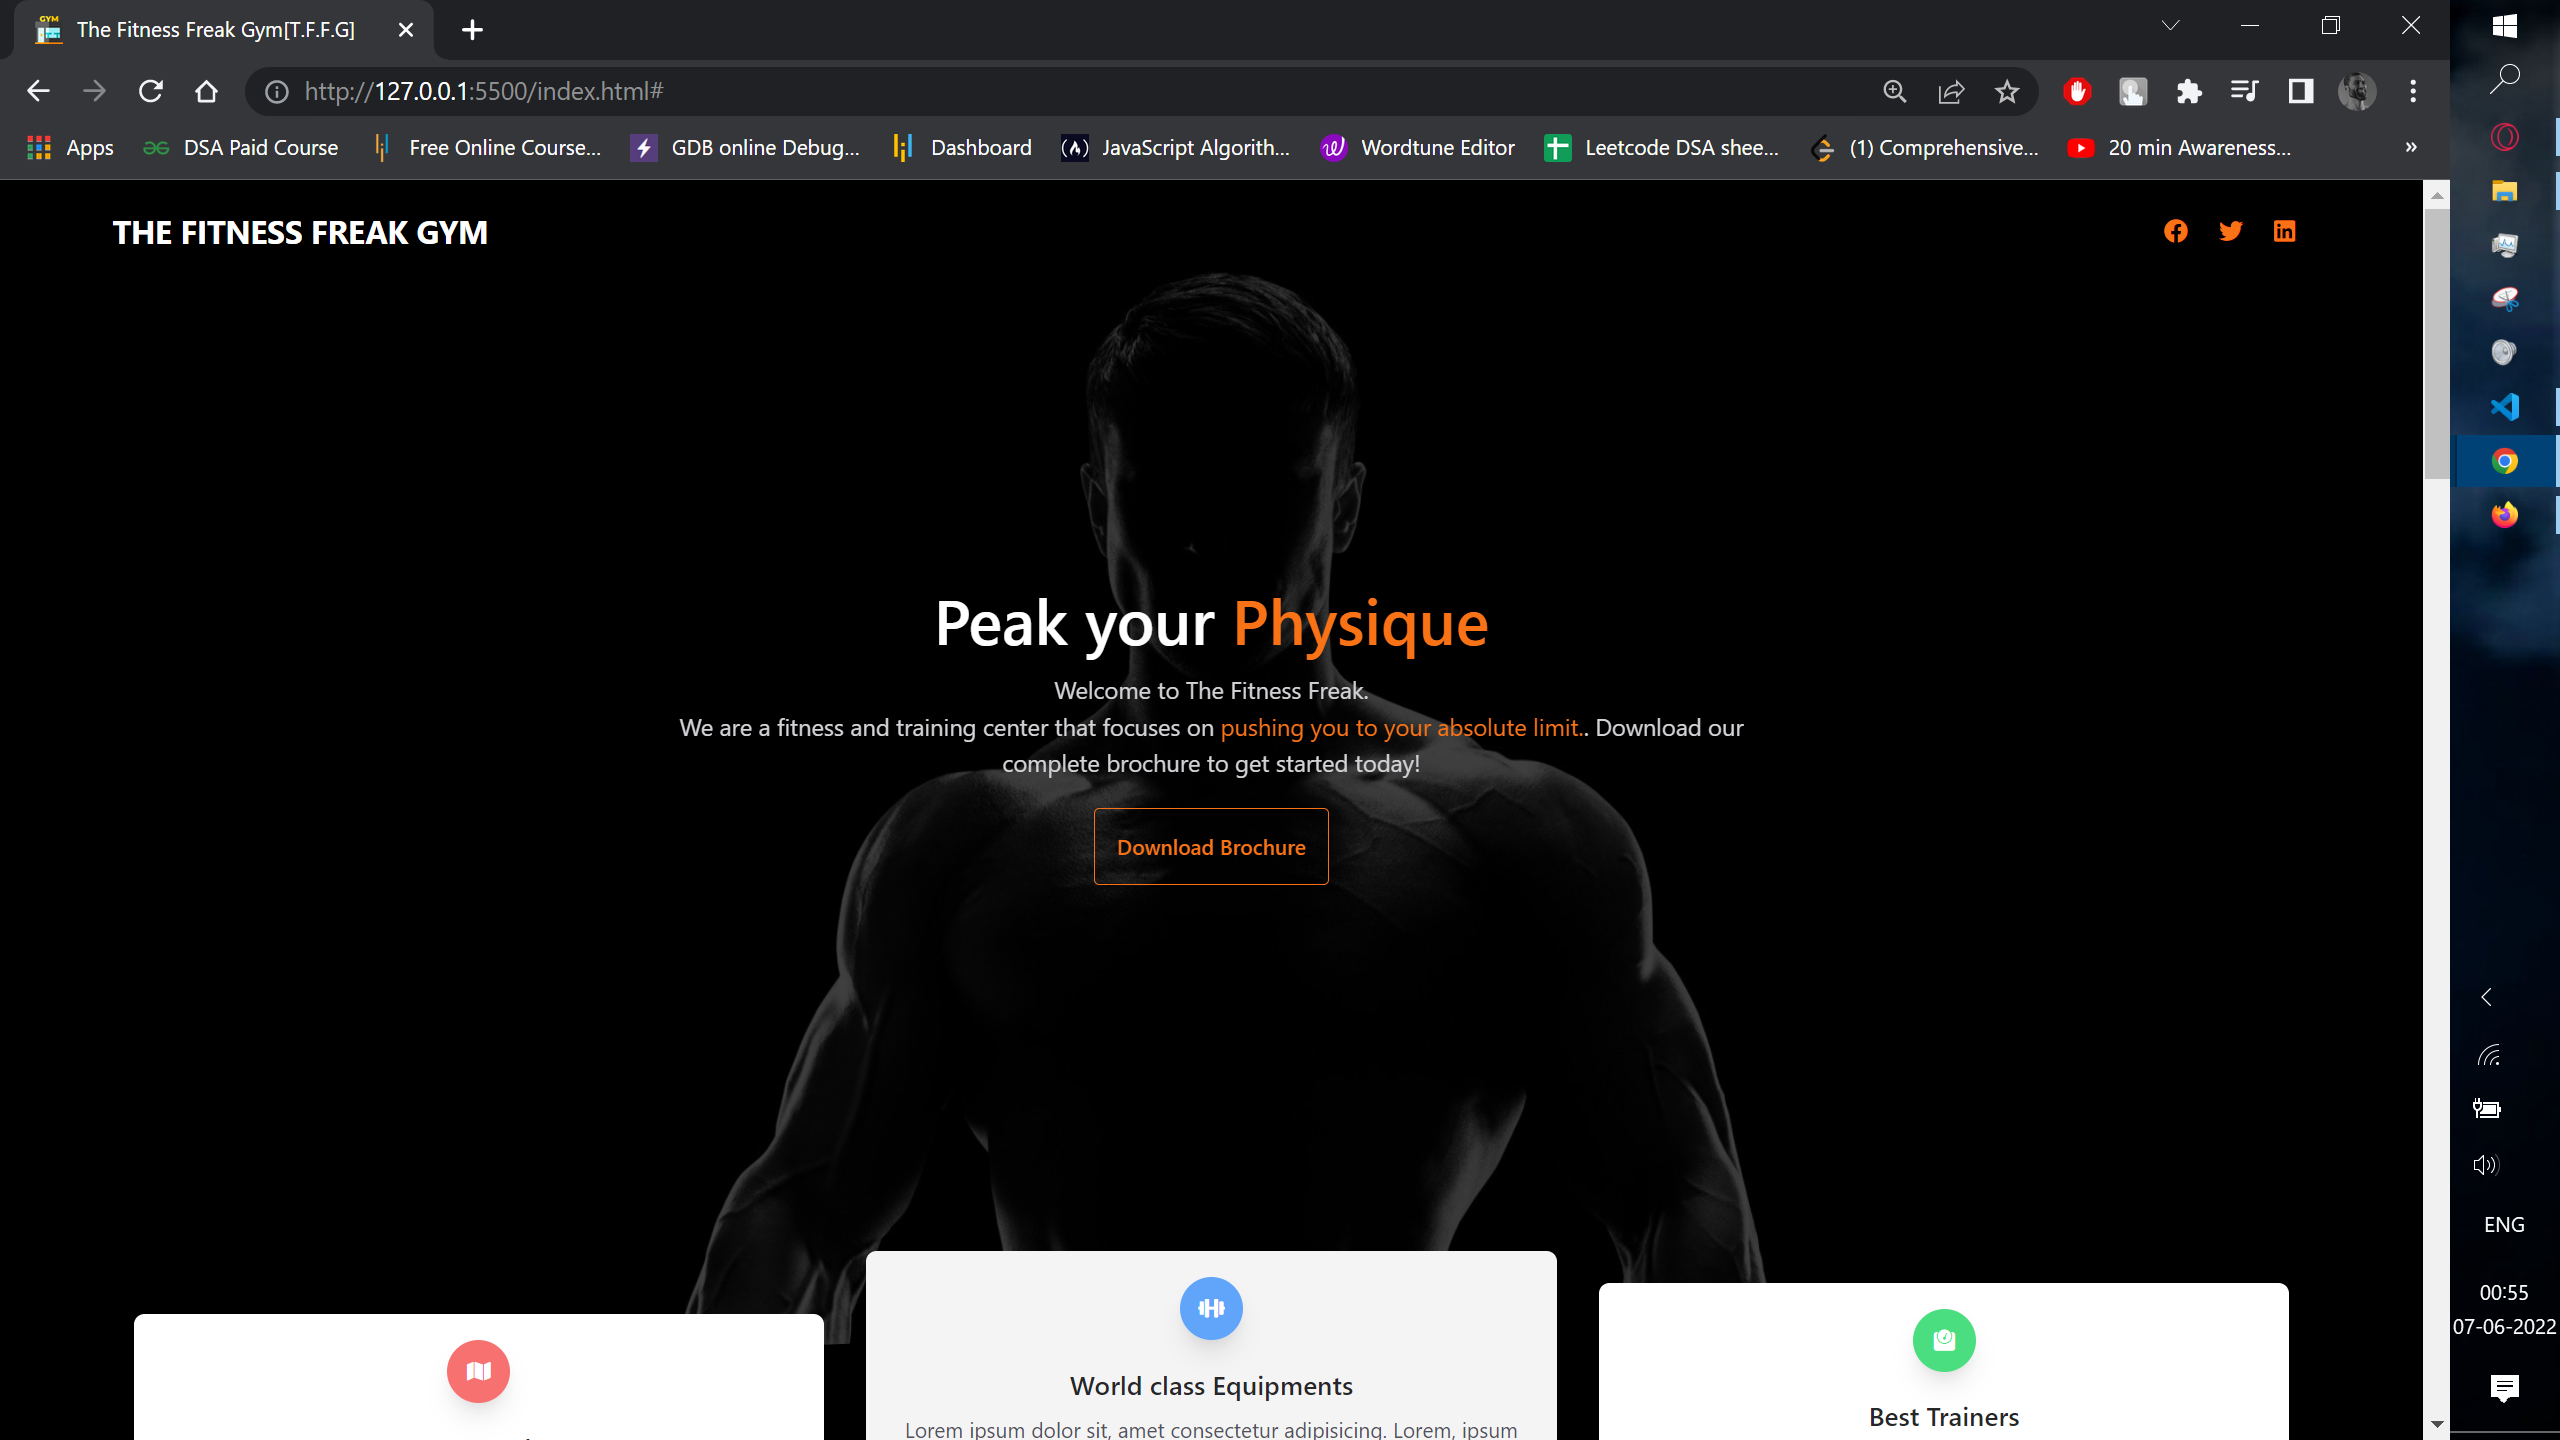 GYM
The Fitness Freak Gym[T.F.F.G]
http://127.0.0.1:5500/index.html#
Apps DSA Paid Course Free Online Course... GDB online Debug... Dashboard JavaScript Algorith... Wordtune Editor Leetcode DSA shee... (1) Comprehensive... 20 min Awareness... »
THE FITNESS FREAK GYM
Peak your Physique
Welcome to The Fitness Freak.
We are a fitness and training center that focuses on pushing you to your absolute limit.. Download our
complete brochure to get started today!
Download Brochure
World class Equipments
Lorem ipsum dolor sit, amet consectetur adipisicing. Lorem, ipsum
Best Trainers
ENG
00:55
07-06-2022